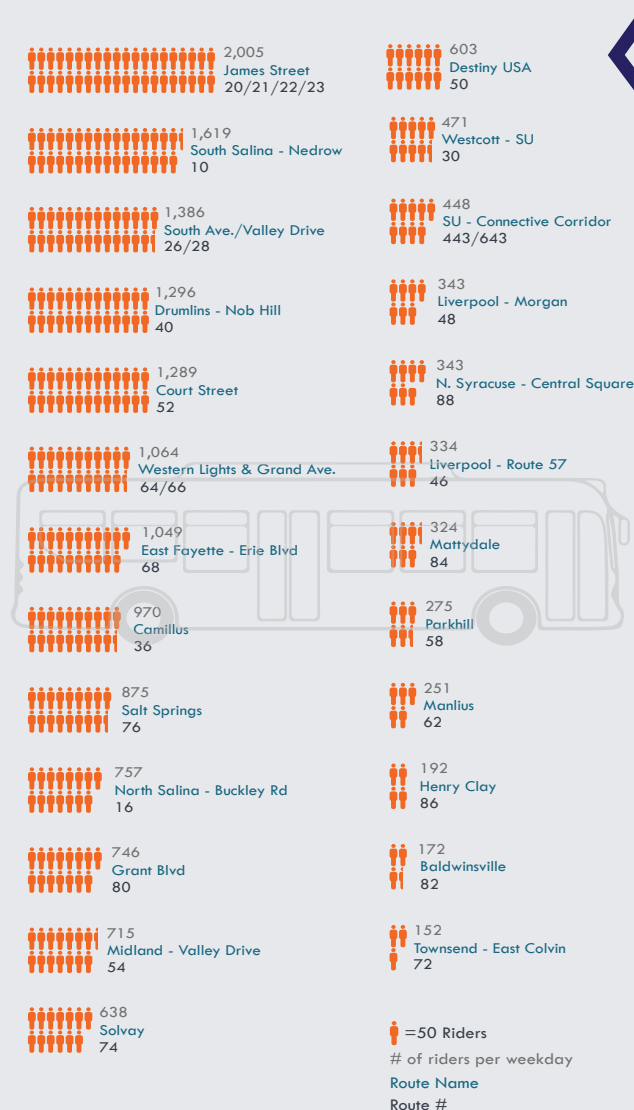 2,005
James Street
20/21/22/23
1,619
South Salina - Nedrow
10
1,386
South Ave./Valley Drive
26/28
1,296
Drumlins - Nob Hill
40
1,289
Court Street
52
1,064
Western Lights & Grand Ave.
64/66
1,049
East Fayette - Erie Blvd
68
970
Camillus
36
875
Salt Springs
76
757
North Salina - Buckley Rd
16
746
Grant Blvd
80
715
Midland - Valley Drive
54
638
Solvay
74
603
Destiny USA
50
471
Westcott - SU
30
448
SU - Connective Corridor
443/643
343
Liverpool - Morgan
48
343
N. Syracuse - Central Square
88
334
Liverpool - Route 57
46
324
Mattydale
84
275
Parkhill
58
251
Manlius
62
192
Henry Clay
86
172
Baldwinsville
82
152
Townsend - East Colvin
72
=50 Riders
# of riders per weekday
Route Name
Route #